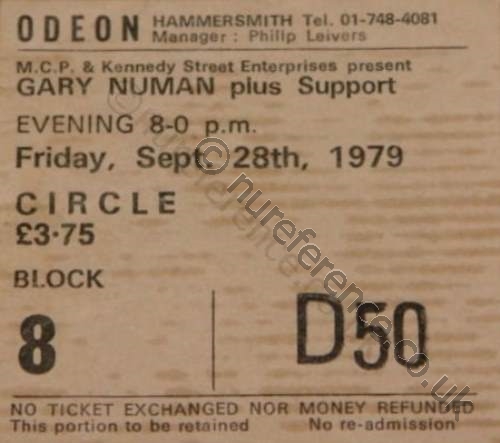 ODEON HAMMERSMITH Tel. 01-748-4081
Manager : Philip Leivers
M.C.P. & Kennedy Street Enterprises present
GARY NUMAN plus Support
EVENING 8-0 p.m.
Friday, Sept. 28th, 1979
CIRCLE
£3·75
BLOCK
8 D50
NO TICKET EXCHANGED NOR MONEY REFUNDED
This portion to be retained No re-admission
© nureference.co.uk